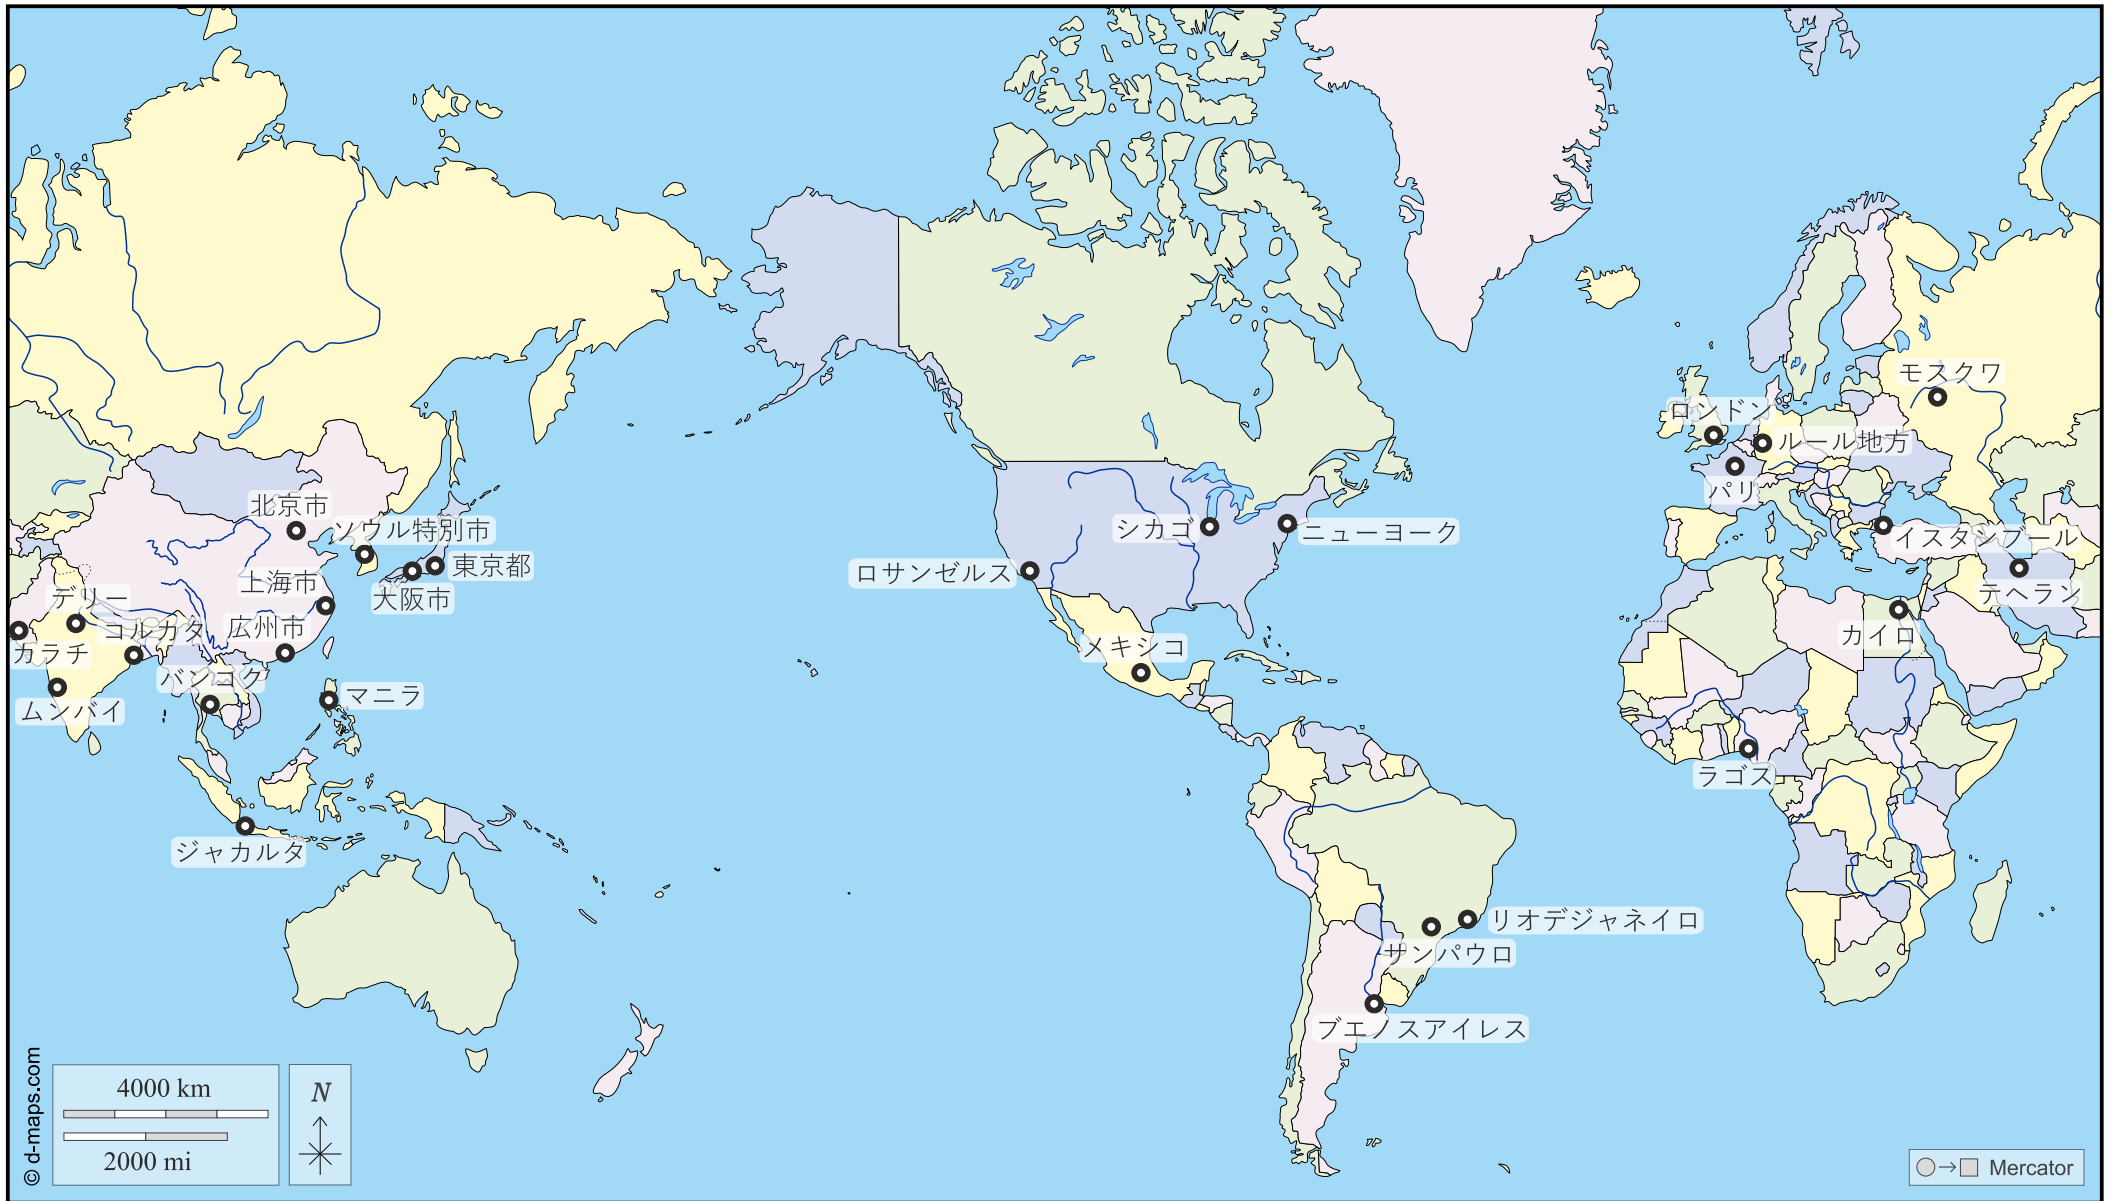 モスクワ
ロンドン
ルール地方
パリ
北京市
ソウル特別市
シカゴ
ニューヨーク
イスタンブール
東京都
ロサンゼルス
上海市
大阪市
テヘラン
デリー
コルカタ
広州市
カイロ
カラチ
メキシコ
バンコク
マニラ
ムンバイ
ラゴス
ジャカルタ
リオデジャネイロ
サンパウロ
ブエノスアイレス
© d-maps.com
4000 km
2000 mi
N
Mercator